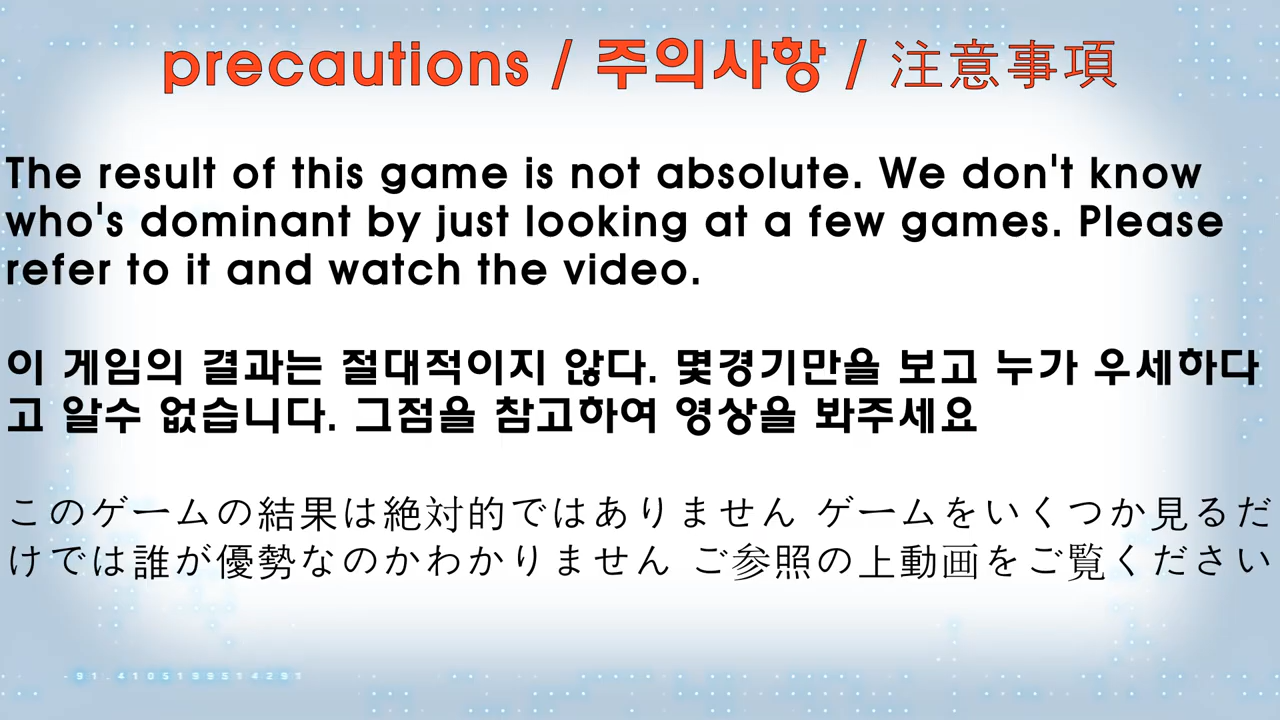 precautions / 주의사항 / 注意事項
The result of this game is not absolute. We don't know
who's dominant by just looking at a few games. Please
refer to it and watch the video.
이 게임의 결과는 절대적이지 않다. 몇경기만을 보고 누가 우세하다
고 알수 없습니다. 그점을 참고하여 영상을 봐주세요
このゲームの結果は絶対的ではありません ゲームをいくつか見るだ
けでは誰が優勢なのかわかりません ご参照の上動画をご覧ください
-91.4105199514291